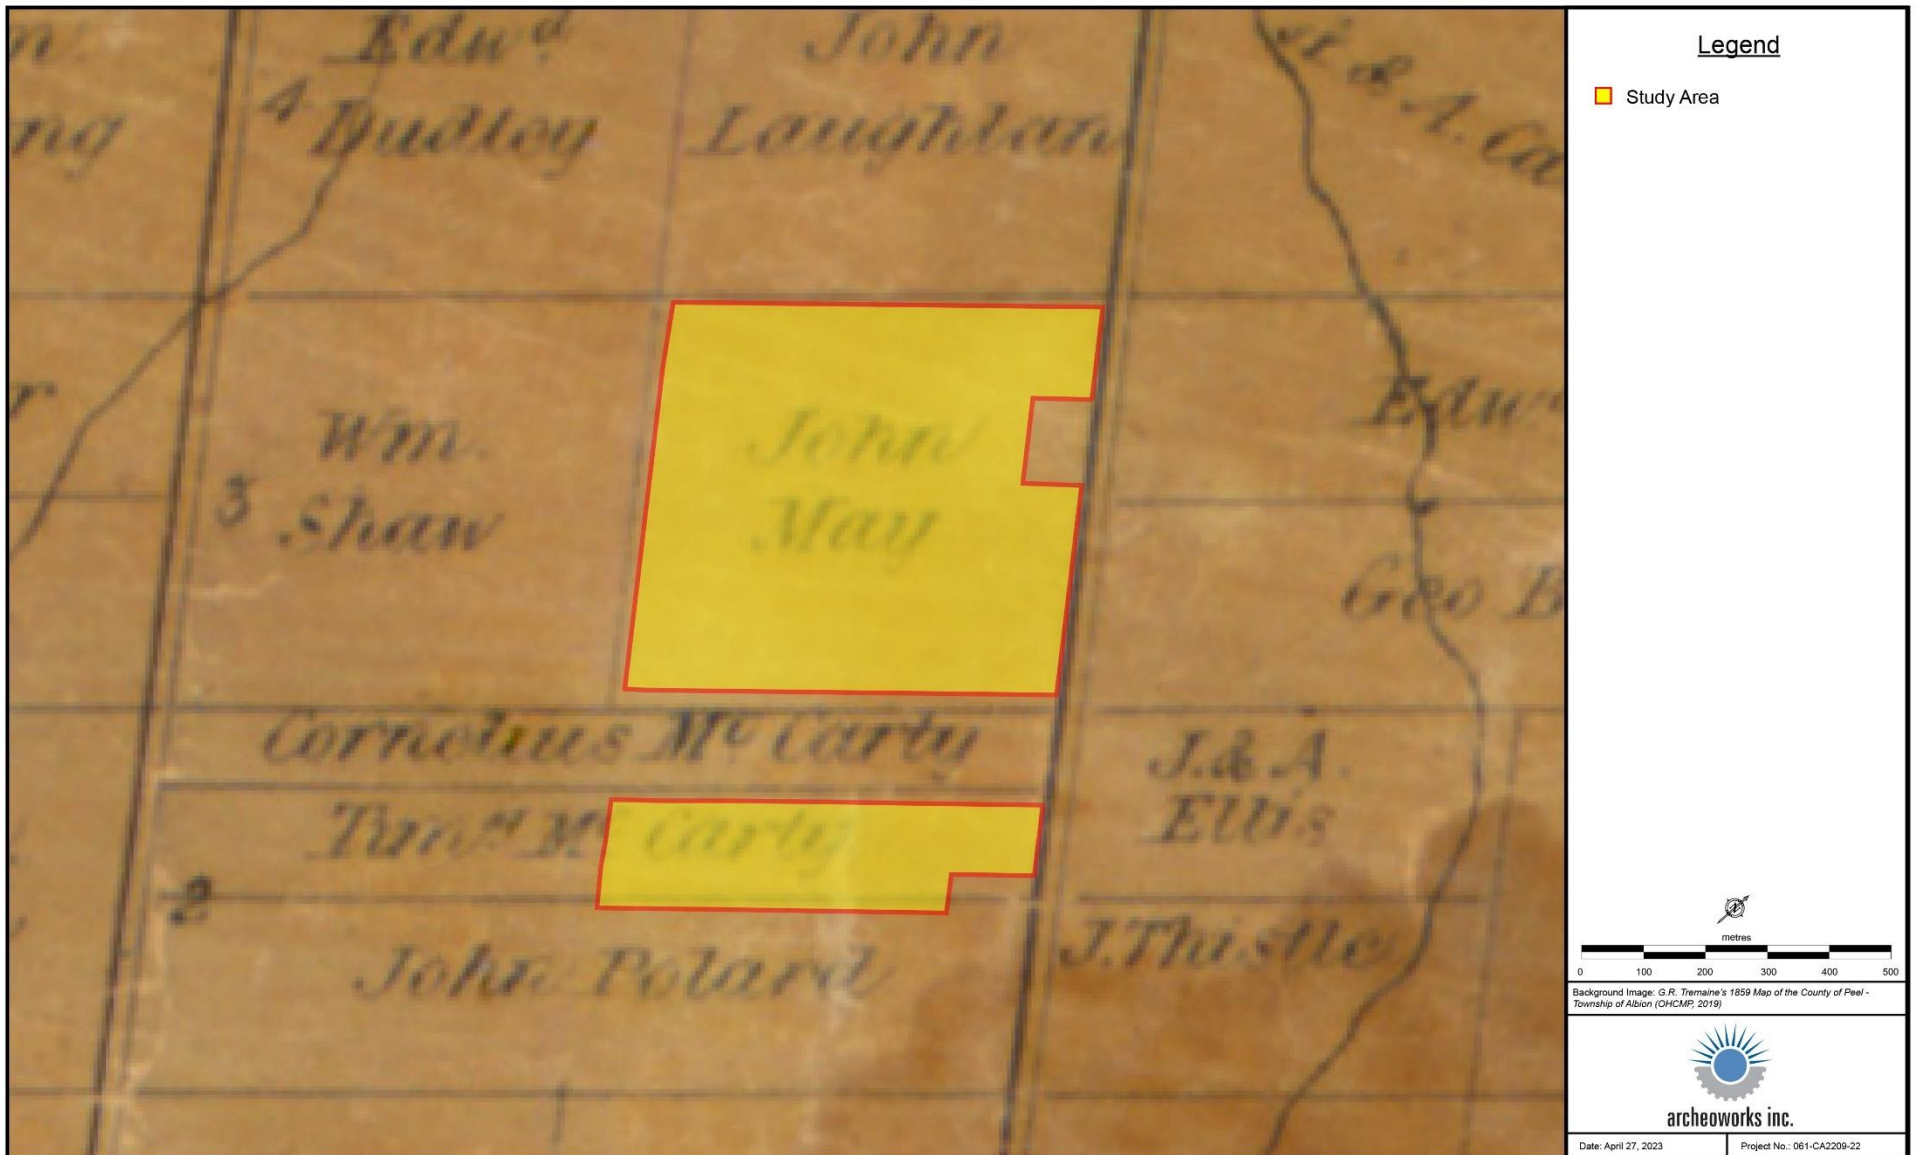 n.
ng
Edwd
4 Dudley
John
Laughlan
& A. Ca
r
Wm.
3 Shaw
John
May
Edwd
Geo B
Cornelius Mc Carty
J. & A.
Ellis
Timy Mc Carty
2
John Polard
J. Thistle
Legend
Study Area
N
metres
0 100 200 300 400 500
Background Image: G.R. Tremaine's 1859 Map of the County of Peel -
Township of Albion (OHCMP, 2019)
archeoworks inc.
Date: April 27, 2023
Project No.: 061-CA2209-22